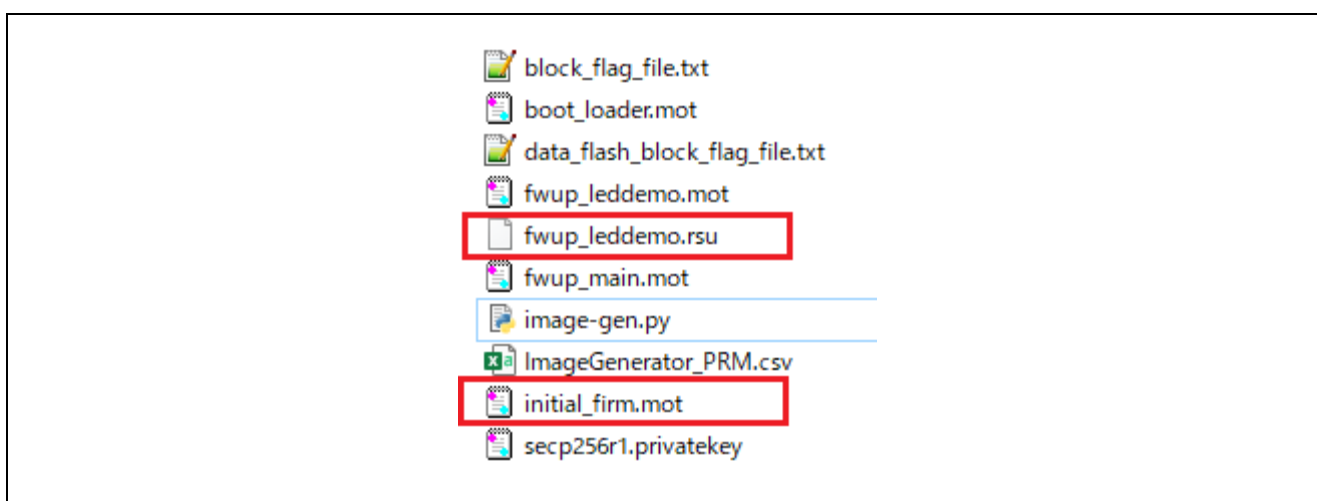 block_flag_file.txt
boot_loader.mot
data_flash_block_flag_file.txt
fwup_leddemo.mot
fwup_leddemo.rsu
fwup_main.mot
image-gen.py
ImageGenerator_PRM.csv
initial_firm.mot
secp256r1.privatekey